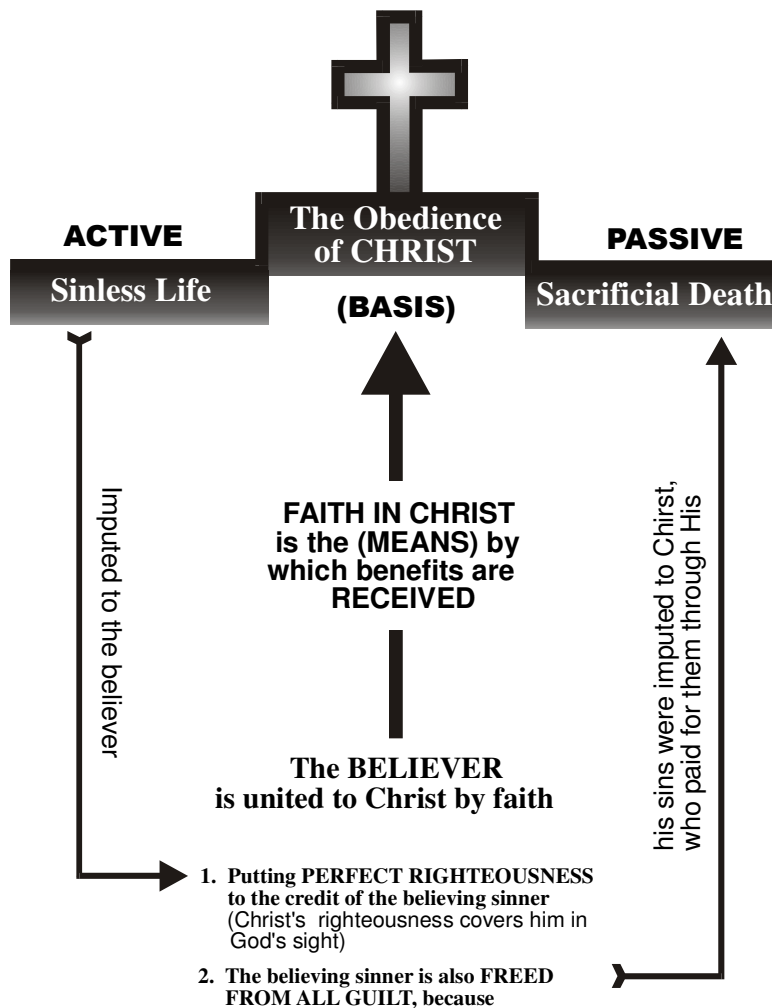 The Obedience
of CHRIST
(BASIS)
ACTIVE
Sinless Life
PASSIVE
Sacrificial Death
FAITH IN CHRIST
is the (MEANS) by
which benefits are
RECEIVED
The BELIEVER
is united to Christ by faith
Imputed to the believer
1. Putting PERFECT RIGHTEOUSNESS
to the credit of the believing sinner
(Christ's righteousness covers him in
God's sight)
2. The believing sinner is also FREED
FROM ALL GUILT, because
his sins were imputed to Chirst,
who paid for them through His